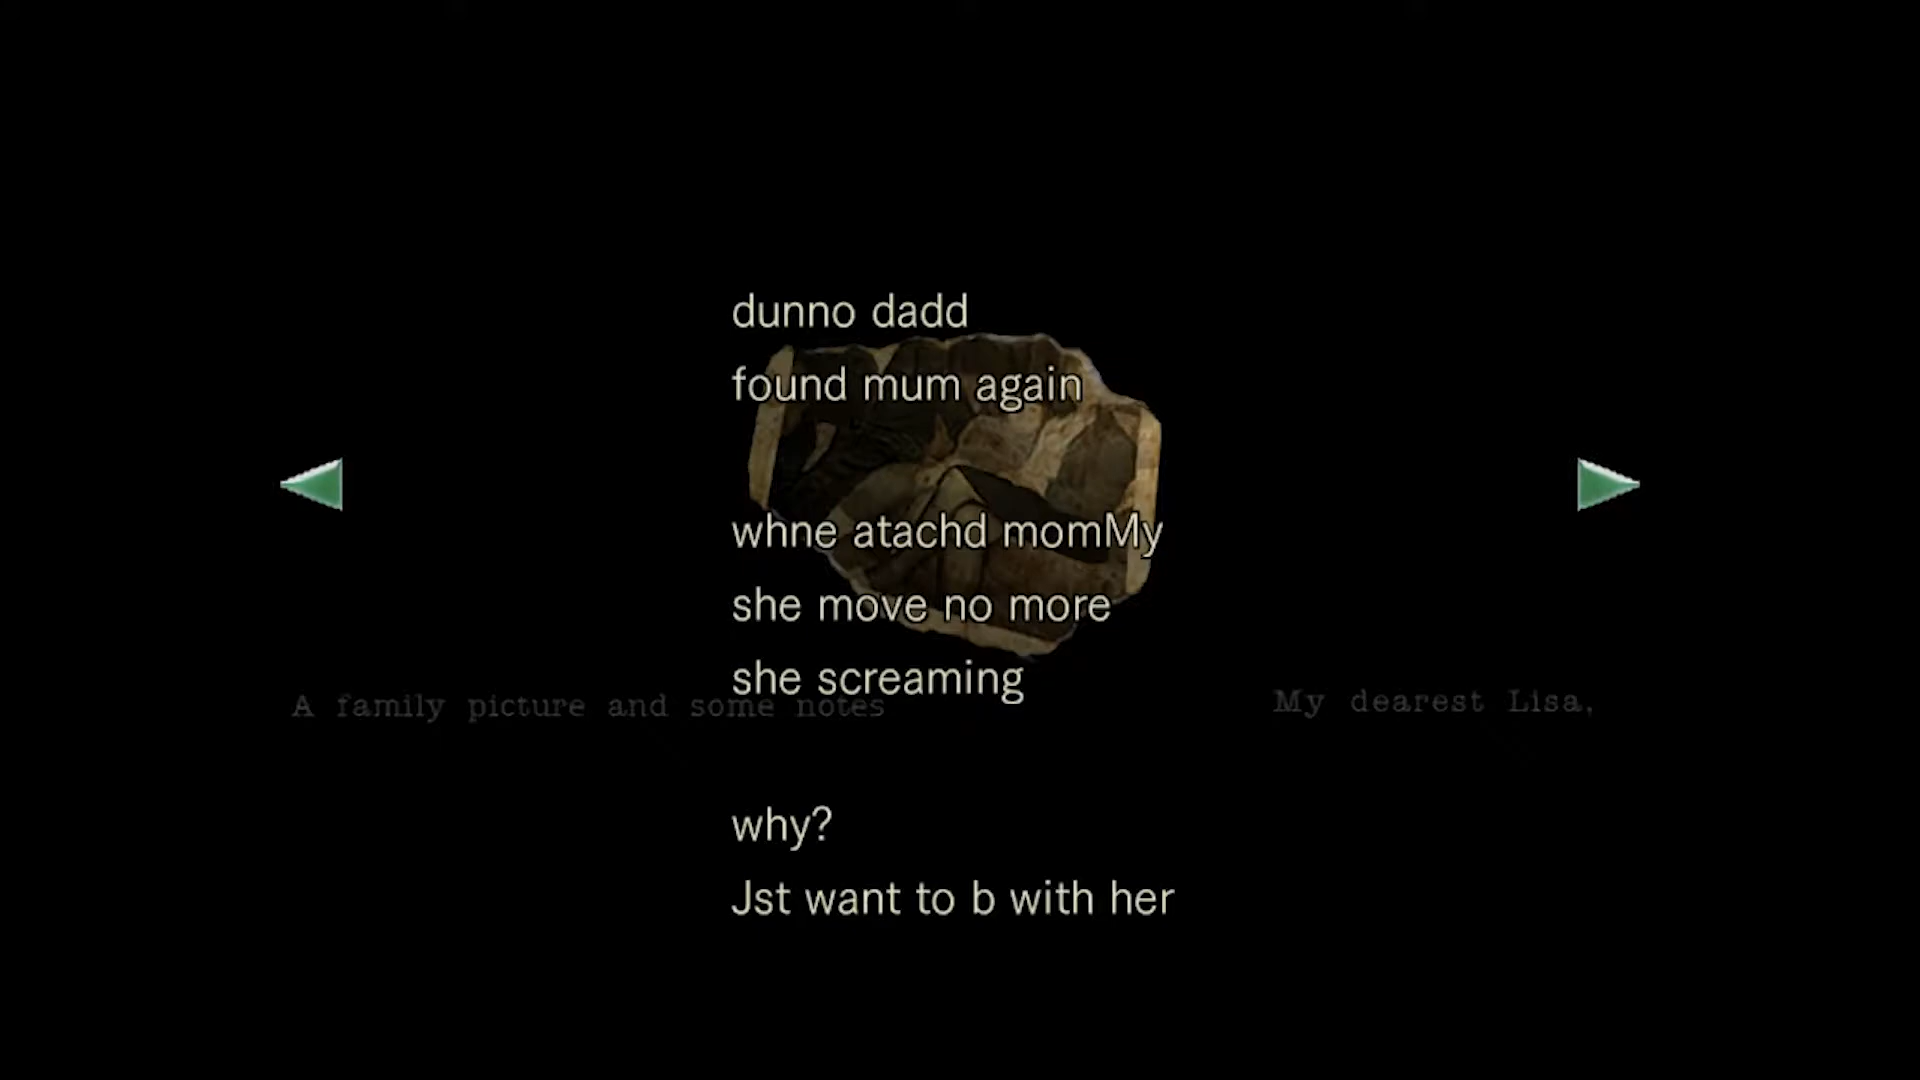 dunno dadd
found mum again
whne atachd momMy
she move no more
she screaming
A family picture and some notes
My dearest Lisa,
why?
Jst want to b with her